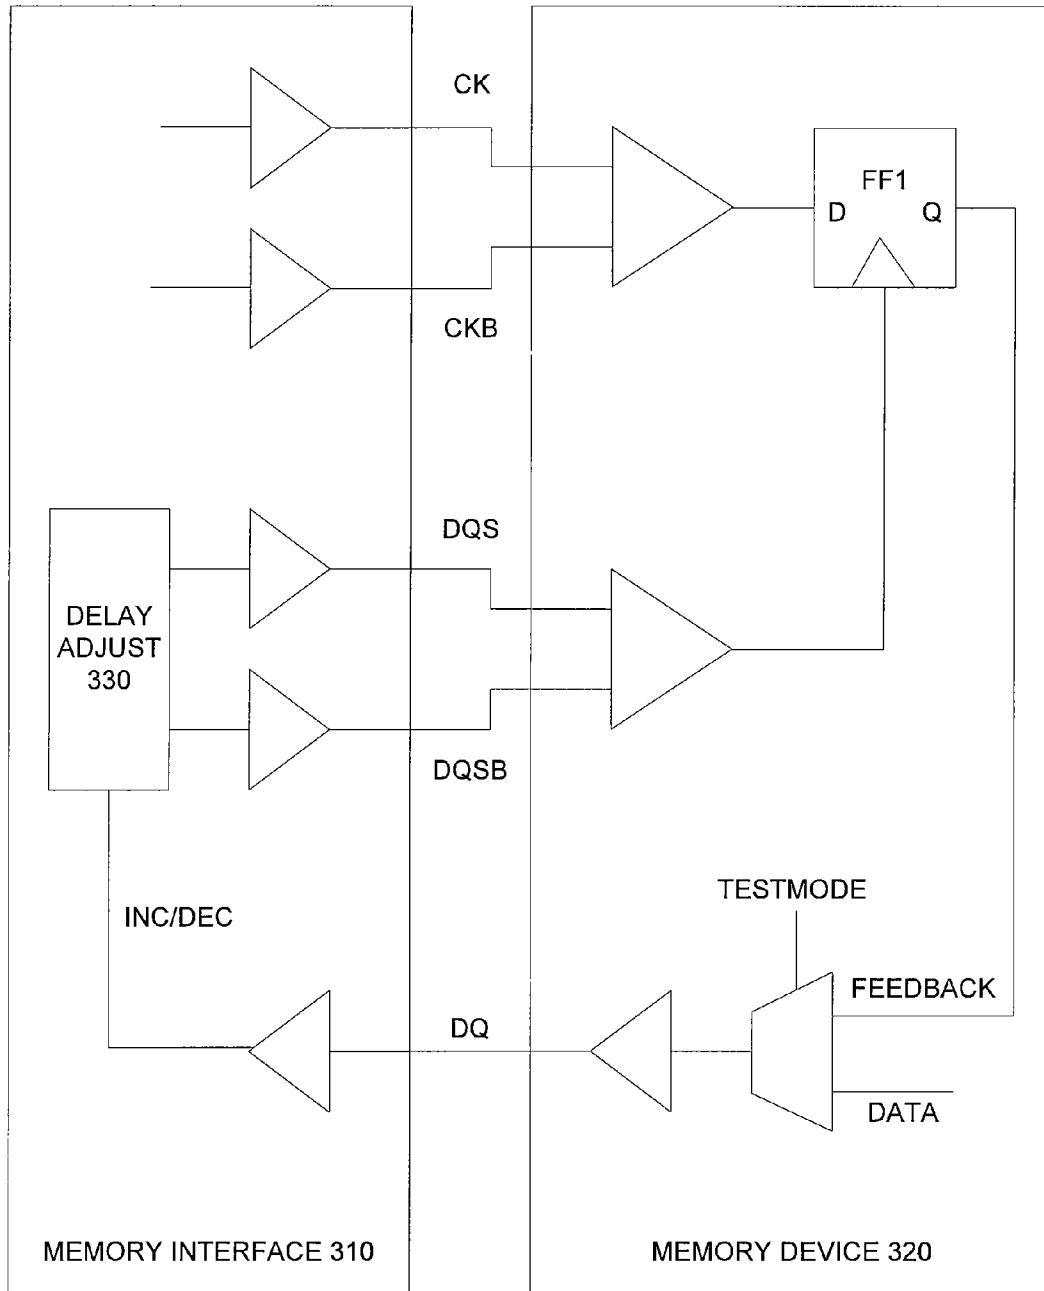 CK
FF1
D Q
CKB
DQS
DELAY
ADJUST
330
DQSB
TESTMODE
INC/DEC
FEEDBACK
DQ
DATA
MEMORY INTERFACE 310
MEMORY DEVICE 320